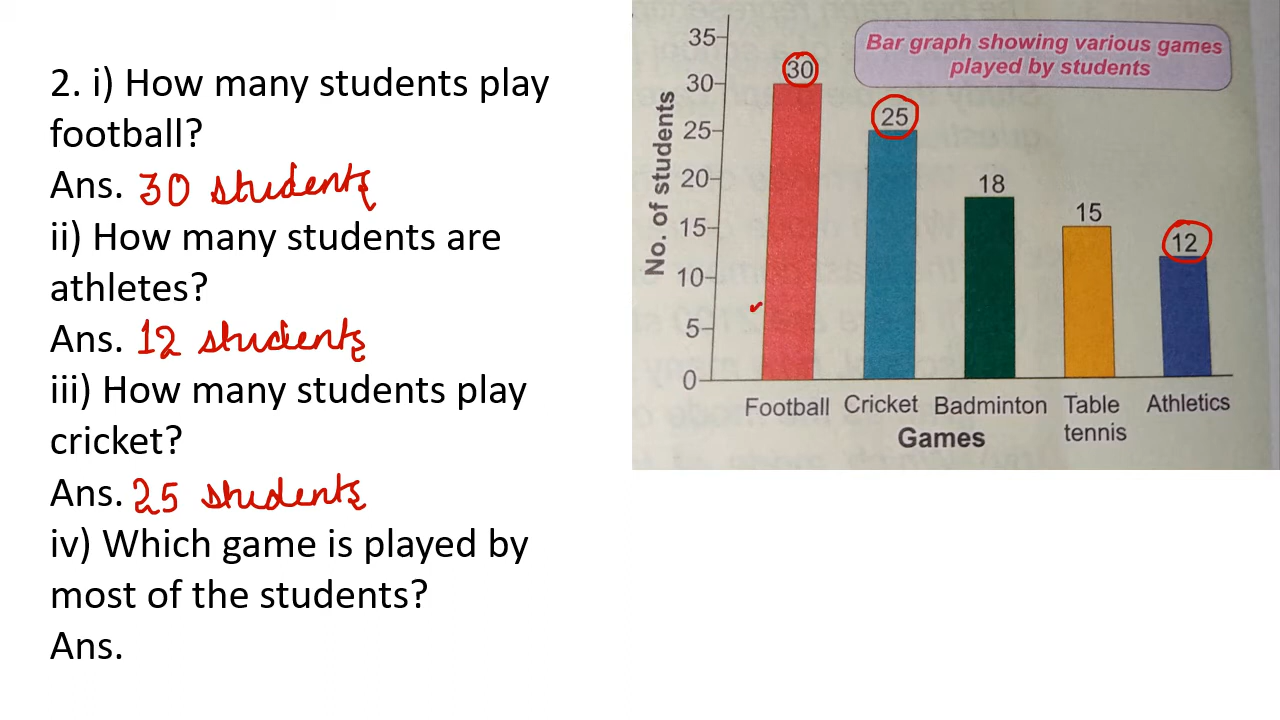 2. i) How many students play
football?
Ans. 30 students
ii) How many students are
athletes?
Ans. 12 students
iii) How many students play
cricket?
Ans. 25 students
iv) Which game is played by
most of the students?
Ans.
Bar graph showing various games
played by students
No. of students
35
30
25
20
15
10
5
0
30
25
18
15
12
Football Cricket Badminton Table tennis Athletics
Games